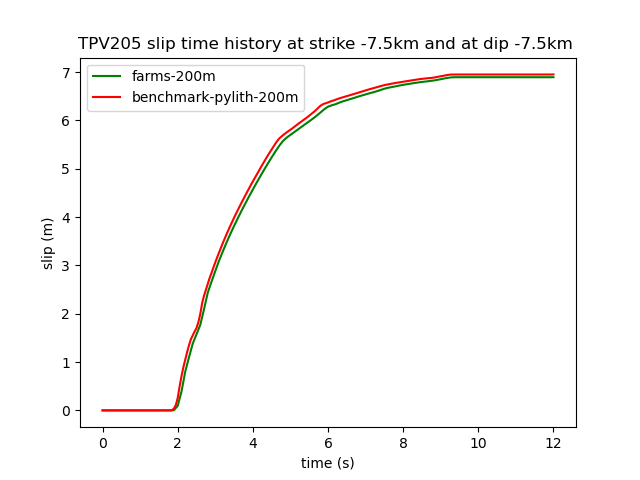 TPV205 slip time history at strike -7.5km and at dip -7.5km
farms-200m
benchmark-pylith-200m
7
6
5
4
3
2
1
0
slip (m)
0 2 4 6 8 10 12
time (s)